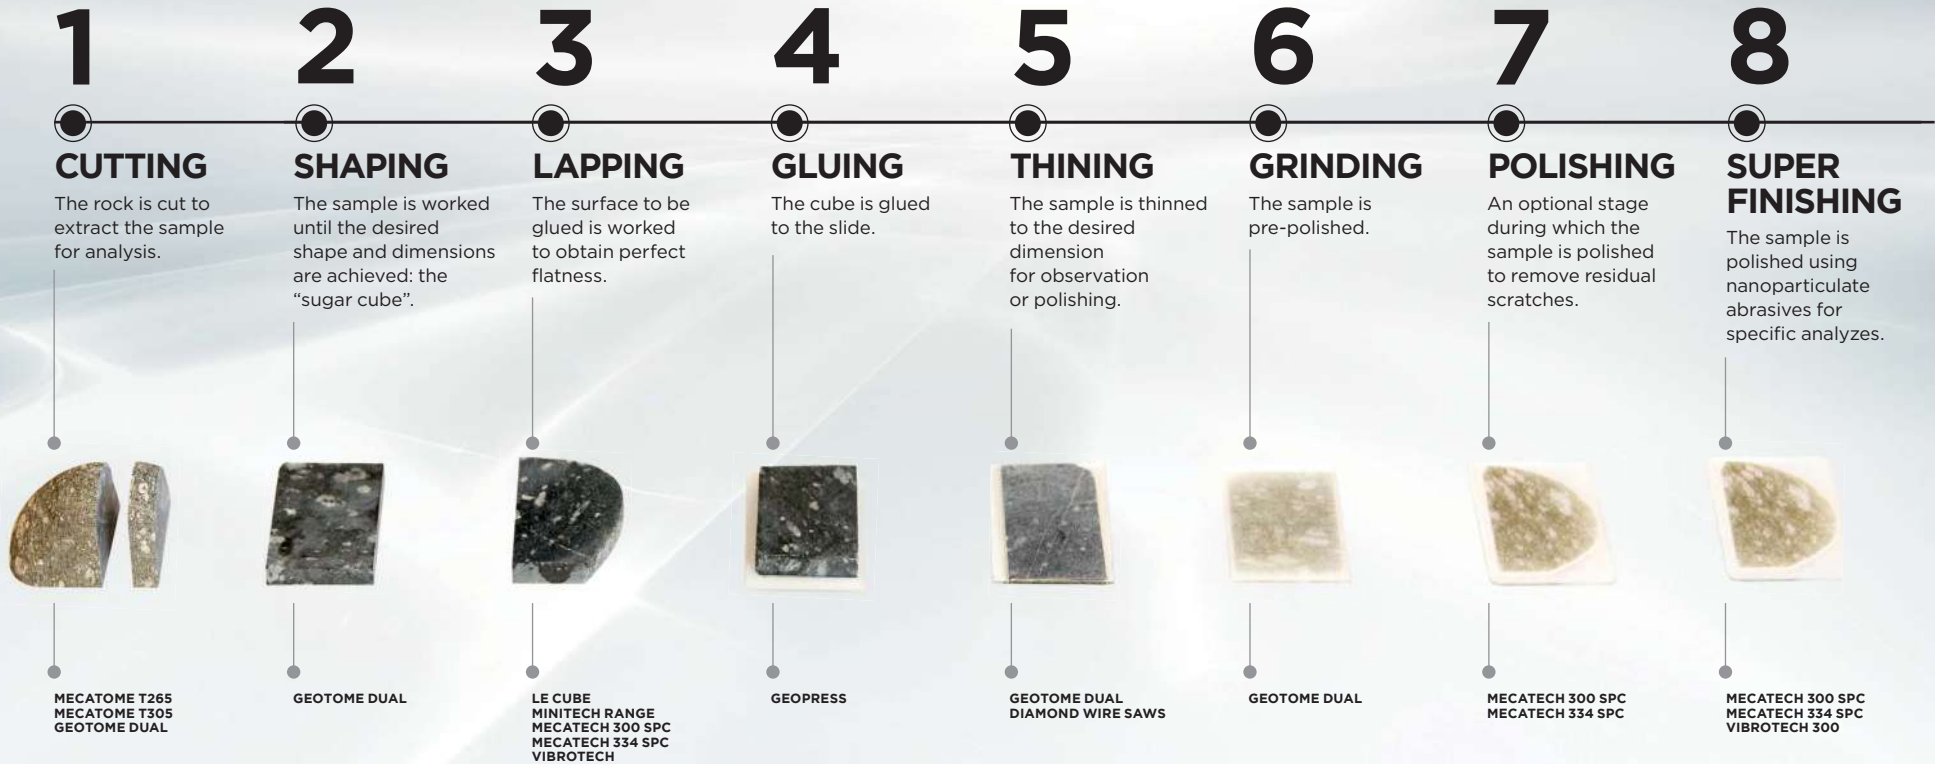 1
CUTTING
The rock is cut to
extract the sample
for analysis.
MECATOME T265
MECATOME T305
GEOTOME DUAL
2
SHAPING
The sample is worked
until the desired
shape and dimensions
are achieved: the
“sugar cube”.
GEOTOME DUAL
3
LAPPING
The surface to be
glued is worked
to obtain perfect
flatness.
LE CUBE
MINITECH RANGE
MECATECH 300 SPC
MECATECH 334 SPC
VIBROTECH
4
GLUING
The cube is glued
to the slide.
GEOPRESS
5
THINING
The sample is thinned
to the desired
dimension
for observation
or polishing.
GEOTOME DUAL
DIAMOND WIRE SAWS
6
GRINDING
The sample is
pre-polished.
GEOTOME DUAL
7
POLISHING
An optional stage
during which the
sample is polished
to remove residual
scratches.
MECATECH 300 SPC
MECATECH 334 SPC
8
SUPER
FINISHING
The sample is
polished using
nanoparticulate
abrasives for
specific analyzes.
MECATECH 300 SPC
MECATECH 334 SPC
VIBROTECH 300